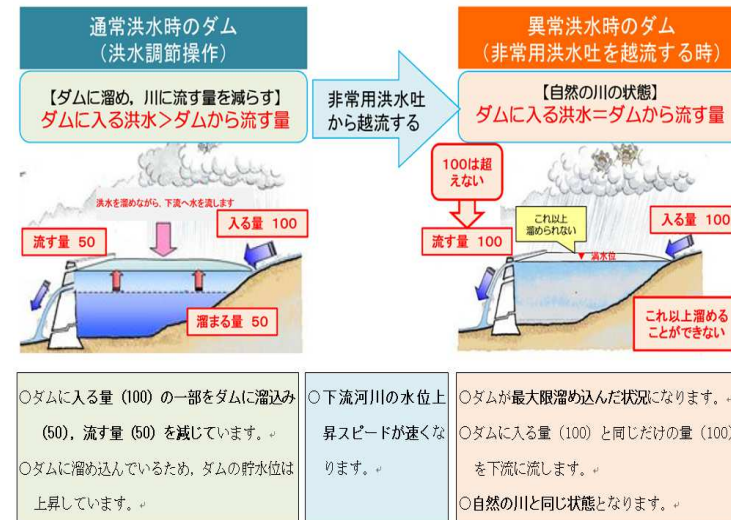 通常洪水時のダム
（洪水調節操作）
【ダムに溜め，川に流す量を減らす】
ダムに入る洪水＞ダムから流す量
洪水を溜めながら、下流へ水を流します
流す量 50
入る量 100
溜まる量 50
非常用洪水吐
から越流する
異常洪水時のダム
（非常用洪水吐を越流する時）
【自然の川の状態】
ダムに入る洪水＝ダムから流す量
100は超
えない
流す量 100
これ以上
溜められない
満水位
入る量 100
これ以上溜める
ことができない
○ダムに入る量（100）の一部をダムに溜込み
（50），流す量（50）を減じています。
○ダムに溜め込んでいるため，ダムの貯水位は
上昇しています。
○下流河川の水位上
昇スピードが速くな
ります。
○ダムが最大限溜め込んだ状況になります。
○ダムに入る量（100）と同じだけの量（100）
を下流に流します。
○自然の川と同じ状態となります。